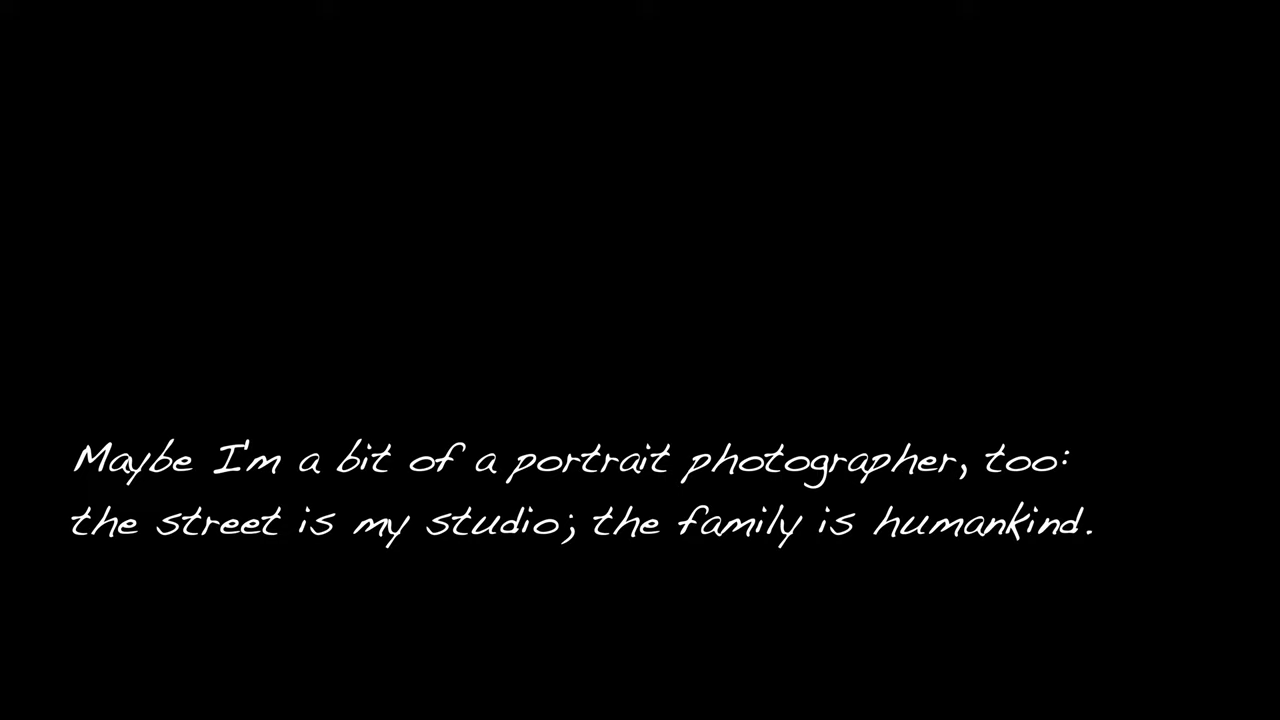 Maybe I'm a bit of a portrait photographer, too:
the street is my studio; the family is humankind.